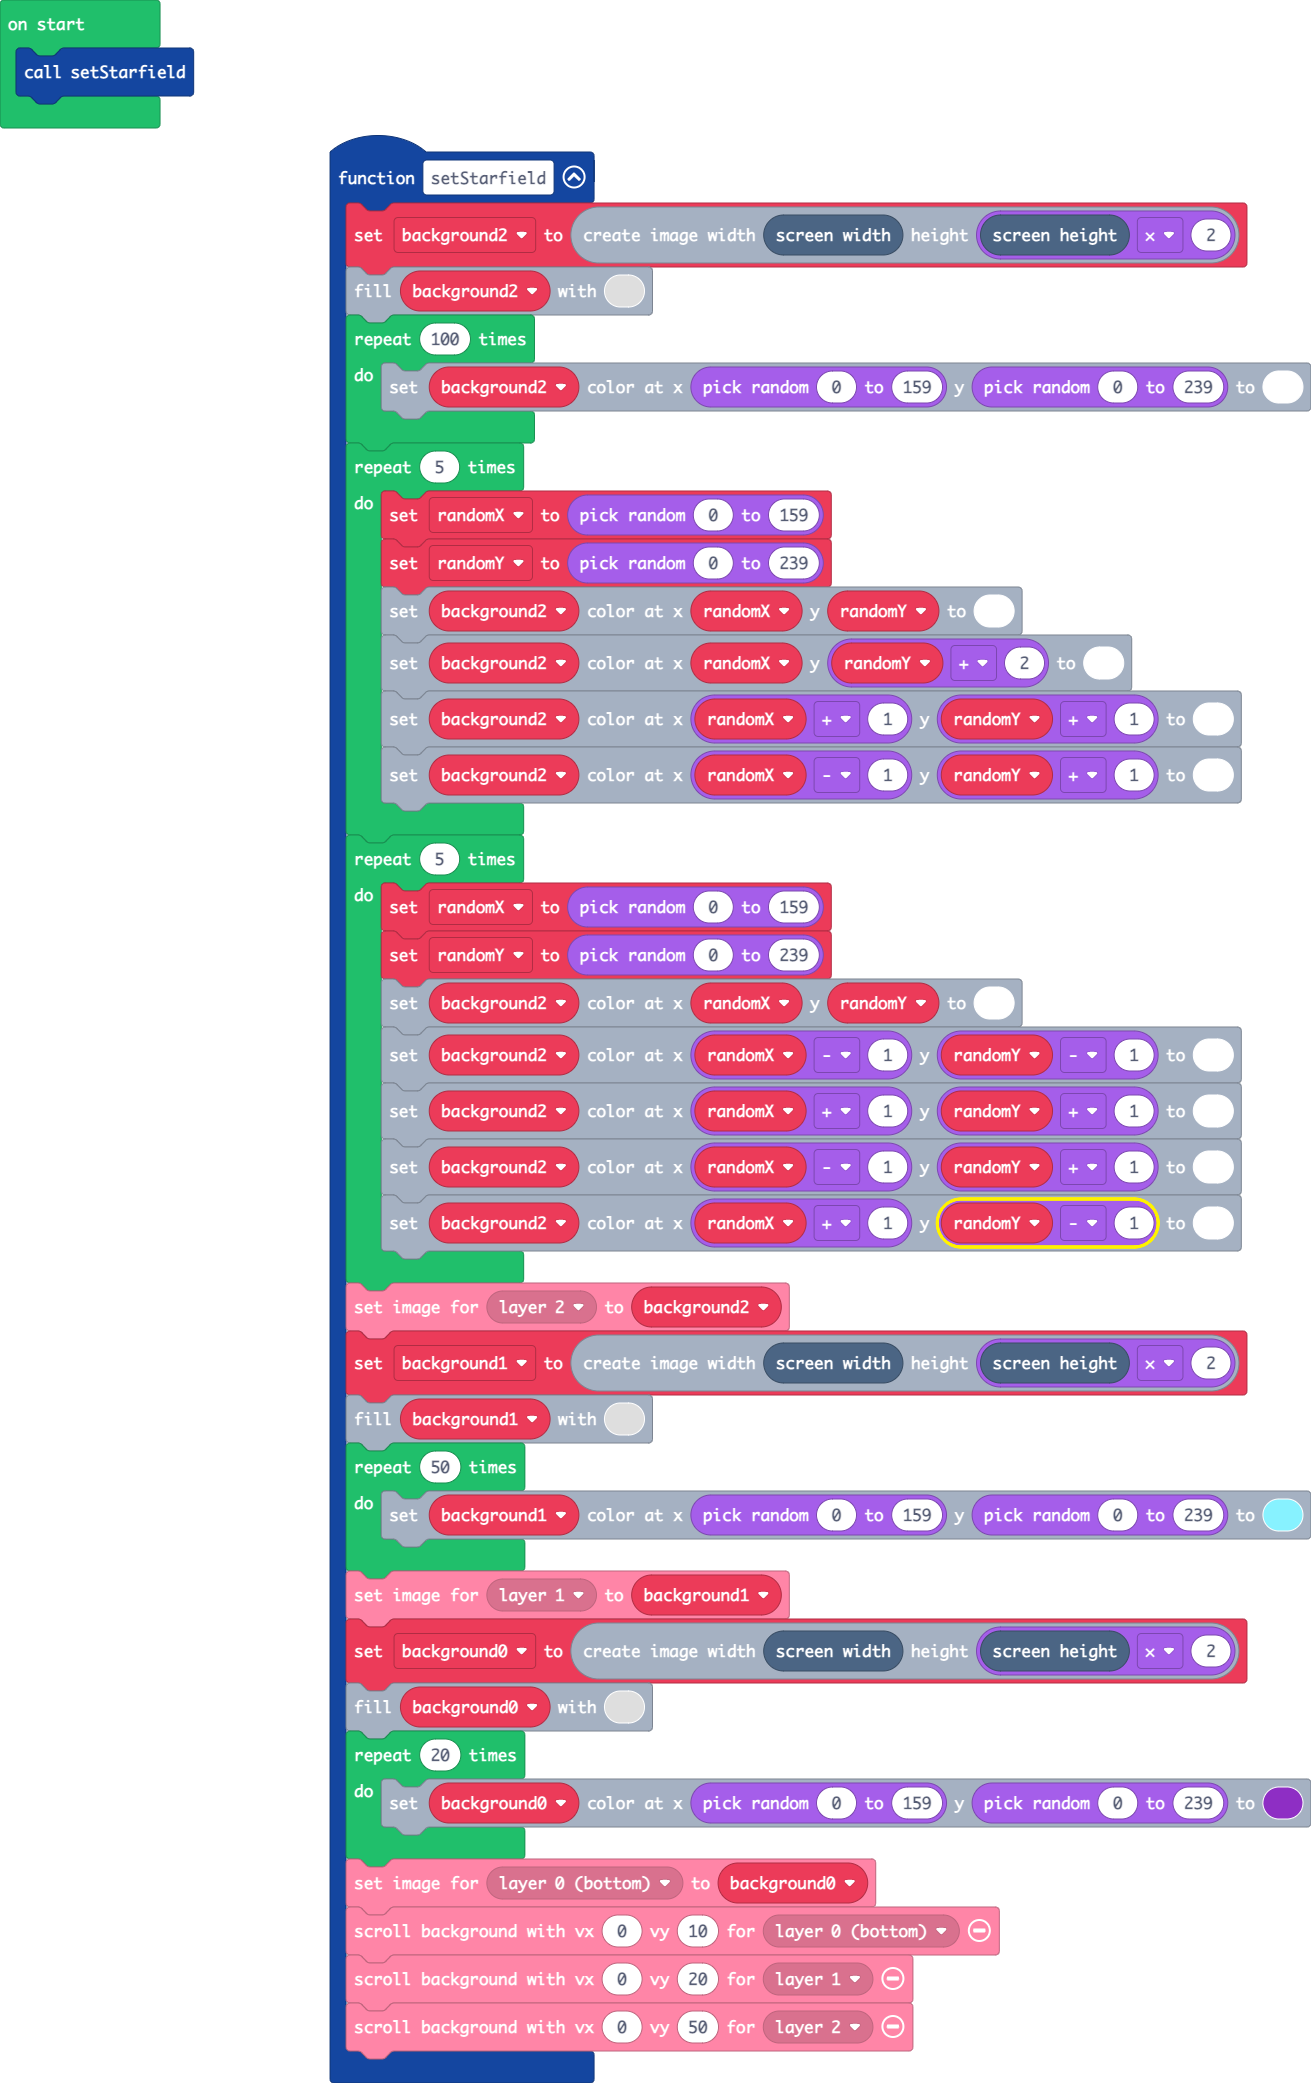 on start
call setStarfield
function setStarfield
set background2 to create image width screen width height screen height × 2
fill background2 with
repeat 100 times
do set background2 color at x pick random 0 to 159 y pick random 0 to 239 to
repeat 5 times
do set randomX to pick random 0 to 159
set randomY to pick random 0 to 239
set background2 color at x randomX y randomY to
set background2 color at x randomX y randomY + 2 to
set background2 color at x randomX + 1 y randomY + 1 to
set background2 color at x randomX - 1 y randomY + 1 to
repeat 5 times
do set randomX to pick random 0 to 159
set randomY to pick random 0 to 239
set background2 color at x randomX y randomY to
set background2 color at x randomX - 1 y randomY - 1 to
set background2 color at x randomX + 1 y randomY + 1 to
set background2 color at x randomX - 1 y randomY + 1 to
set background2 color at x randomX + 1 y randomY - 1 to
set image for layer 2 to background2
set background1 to create image width screen width height screen height × 2
fill background1 with
repeat 50 times
do set background1 color at x pick random 0 to 159 y pick random 0 to 239 to
set image for layer 1 to background1
set background0 to create image width screen width height screen height × 2
fill background0 with
repeat 20 times
do set background0 color at x pick random 0 to 159 y pick random 0 to 239 to
set image for layer 0 (bottom) to background0
scroll background with vx 0 vy 10 for layer 0 (bottom)
scroll background with vx 0 vy 20 for layer 1
scroll background with vx 0 vy 50 for layer 2